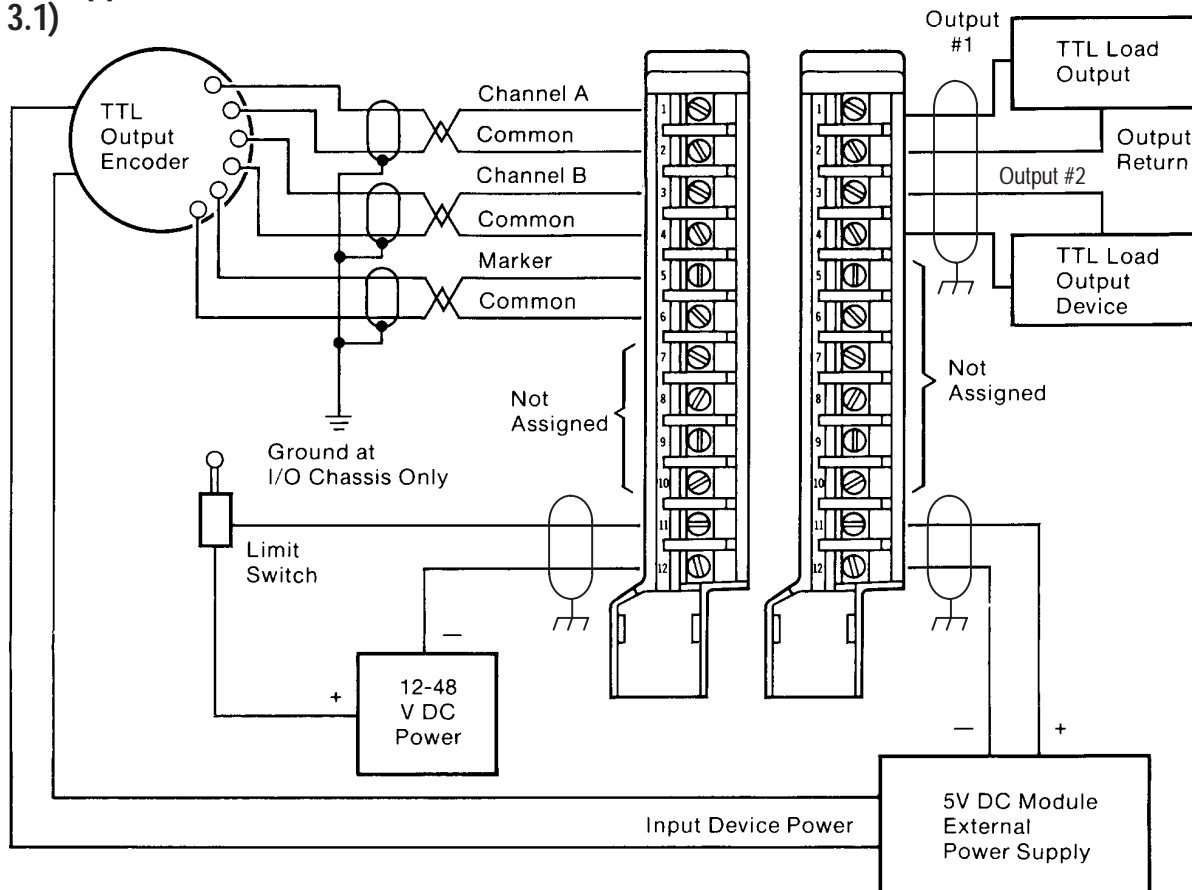 3.1)
Output
#1
TTL Load
Output
Output
Return
Output #2
TTL Load
Output
Device
TTL
Output
Encoder
Channel A
Common
Channel B
Common
Marker
Common
1
2
3
4
5
6
7
8
9
10
11
12
1
2
3
4
5
6
7
8
9
10
11
12
Not
Assigned
Not
Assigned
Ground at
I/O Chassis Only
Limit
Switch
—
+
12-48
V DC
Power
—
+
Input Device Power
5V DC Module
External
Power Supply